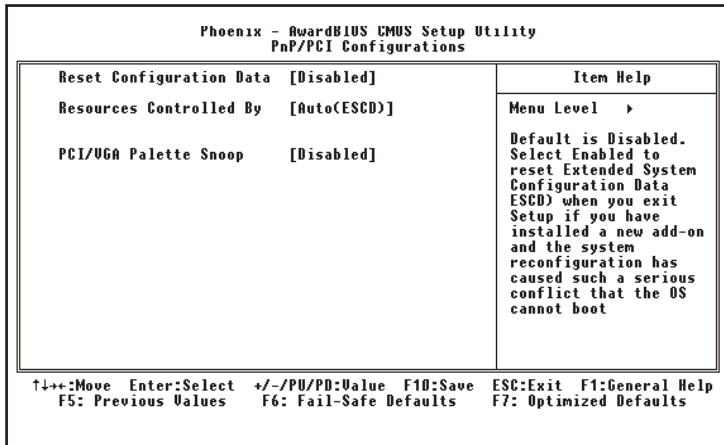 Phoenix - AwardBIOS CMOS Setup Utility
PnP/PCI Configurations
Reset Configuration Data [Disabled]
Resources Controlled By [Auto(ESCD)]
PCI/VGA Palette Snoop [Disabled]
Item Help
Menu Level ▸
Default is Disabled.
Select Enabled to
reset Extended System
Configuration Data
ESCD) when you exit
Setup if you have
installed a new add-on
and the system
reconfiguration has
caused such a serious
conflict that the OS
cannot boot
↑↓→←:Move Enter:Select +/-/PU/PD:Value F10:Save ESC:Exit F1:General Help
F5: Previous Values F6: Fail-Safe Defaults F7: Optimized Defaults